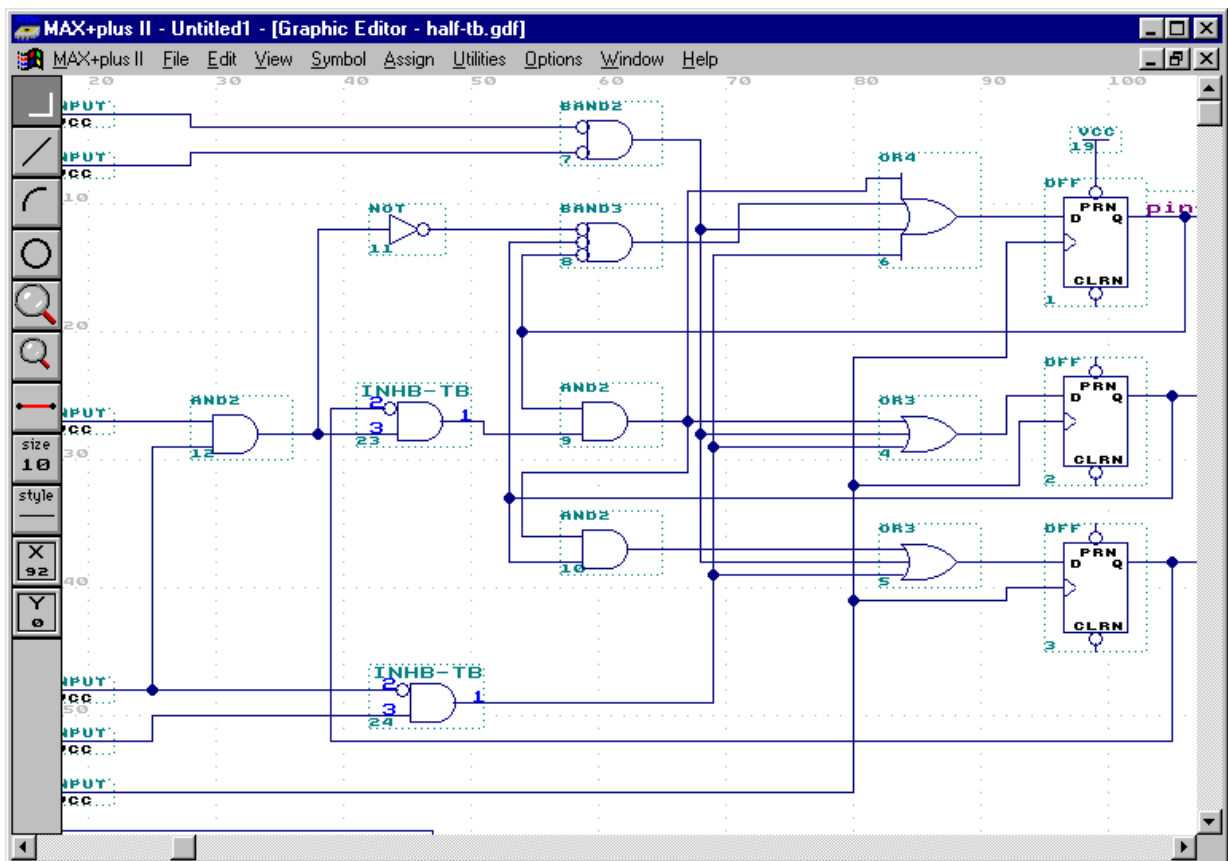 MAX+plus II - Untitled1 - [Graphic Editor - half-tb.gdf]
MAX+plus II File Edit View Symbol Assign Utilities Options Window Help
20 30 40 50 60 70 80 90 100
NPUT
VCC
BAND2
7
NPUT
VCC
VCC
19
OR4
6
DFF
PRN
D Q
CLRN
1
pin
10
NOT
11
BAND3
8
20
DFF
PRN
D Q
CLRN
2
INHB-TB
2
3
1
23
AND2
12
AND2
9
OR3
4
NPUT
VCC
size
10
30
style
AND2
10
OR3
5
DFF
PRN
D Q
CLRN
3
X
92
40
Y
0
INHB-TB
2
3
1
24
NPUT
VCC
50
NPUT
VCC
NPUT
VCC